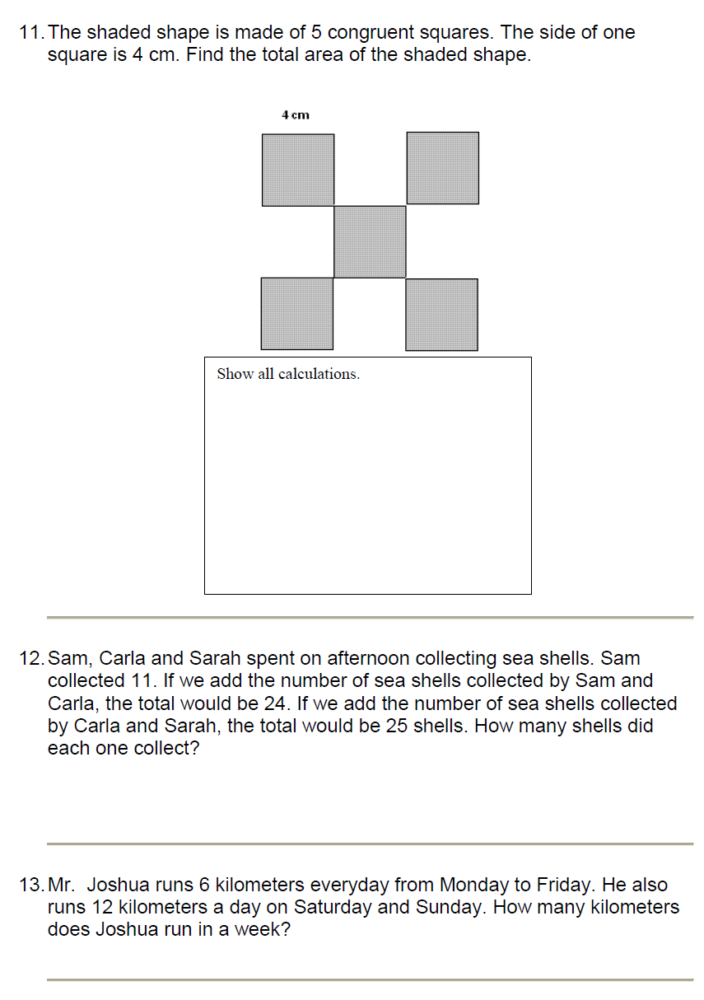 11. The shaded shape is made of 5 congruent squares. The side of one
square is 4 cm. Find the total area of the shaded shape.
4 cm
Show all calculations.
12. Sam, Carla and Sarah spent on afternoon collecting sea shells. Sam
collected 11. If we add the number of sea shells collected by Sam and
Carla, the total would be 24. If we add the number of sea shells collected
by Carla and Sarah, the total would be 25 shells. How many shells did
each one collect?
13. Mr. Joshua runs 6 kilometers everyday from Monday to Friday. He also
runs 12 kilometers a day on Saturday and Sunday. How many kilometers
does Joshua run in a week?